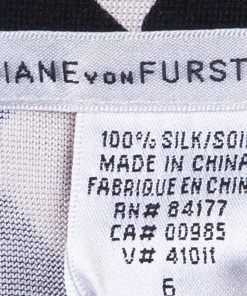 IANE VON FURST
100% SILK/SOI
MADE IN CHINA
FABRIQUE EN CHIN
RN# 84177
CA# 00985
V# 41011
6